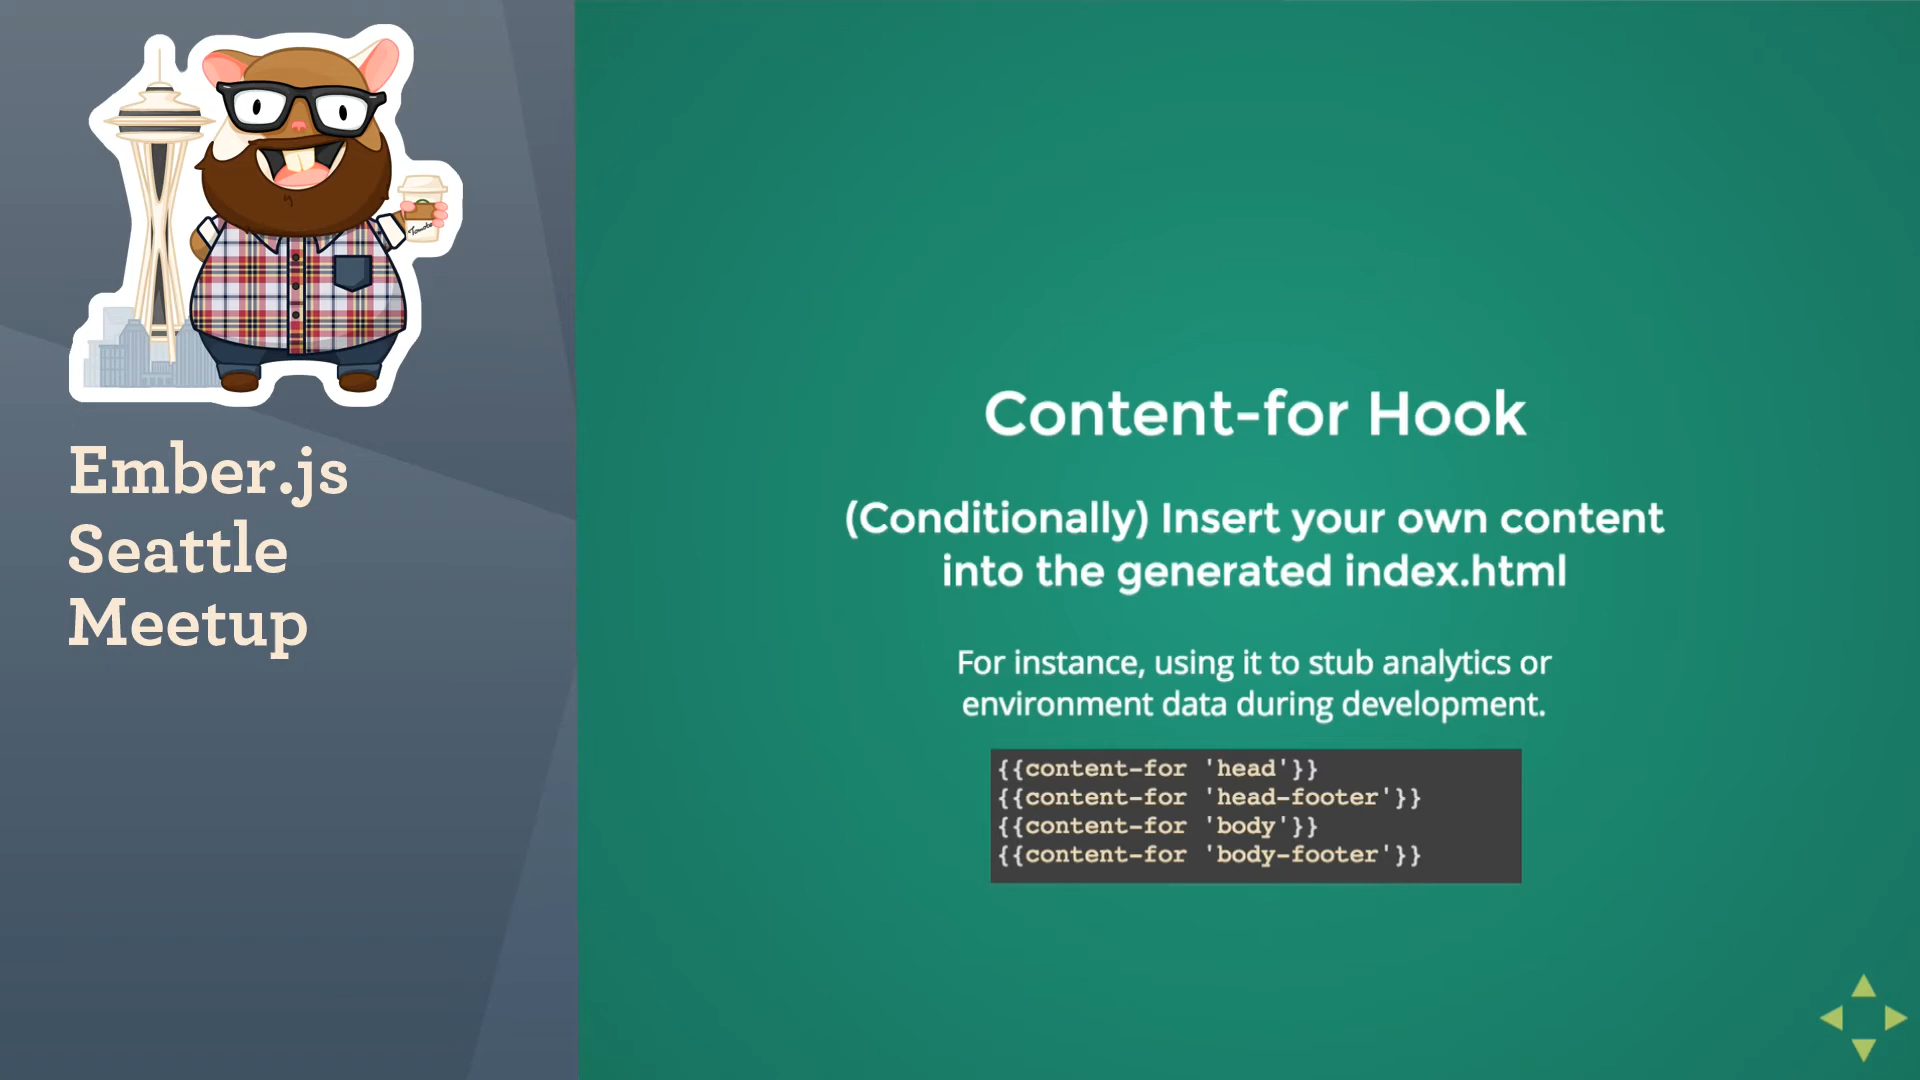 Ember.js
Seattle
Meetup
Content-for Hook
(Conditionally) Insert your own content
into the generated index.html
For instance, using it to stub analytics or
environment data during development.
{{content-for 'head'}}
{{content-for 'head-footer'}}
{{content-for 'body'}}
{{content-for 'body-footer'}}